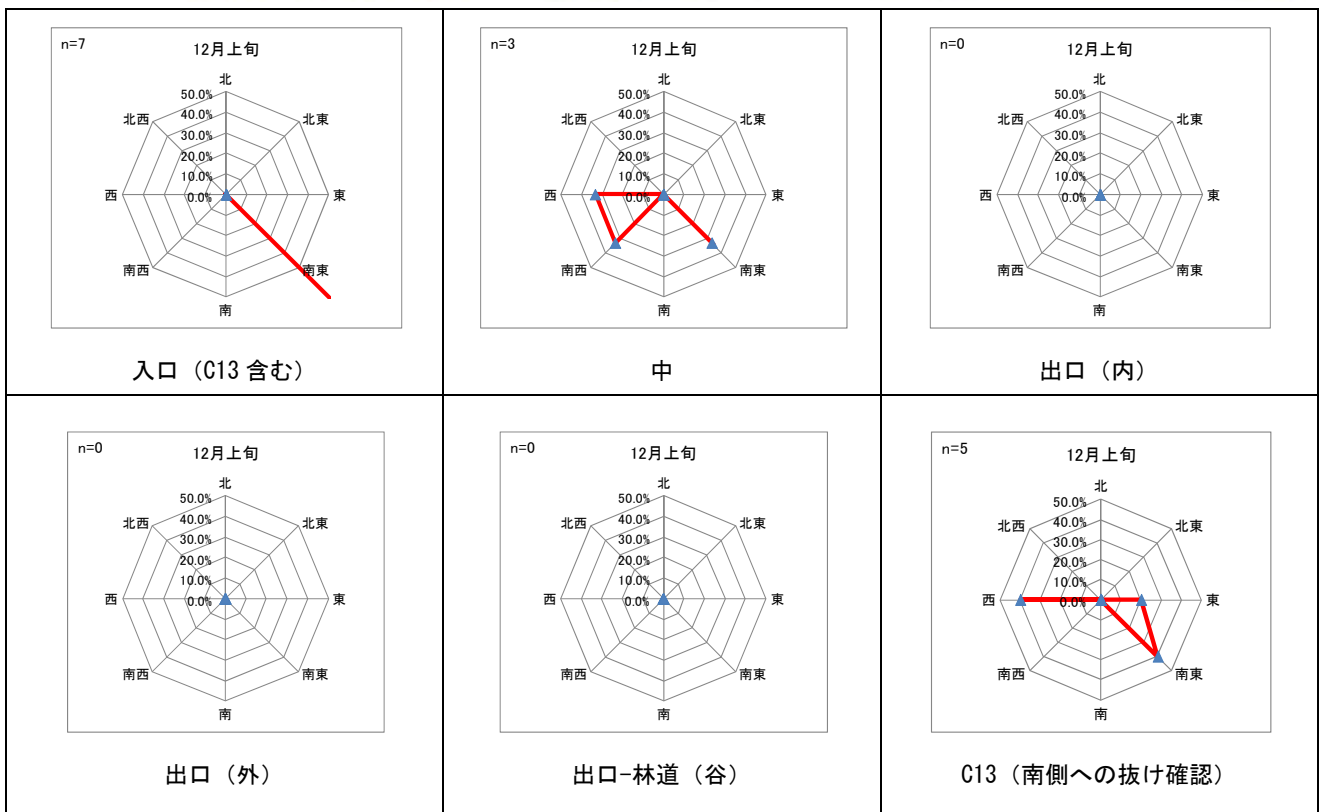 n=7
12月上旬
北
50.0%
40.0%
30.0%
20.0%
10.0%
0.0%
北東
東
南東
南
南西
西
北西
入口（C13 含む）
n=3
12月上旬
北
50.0%
40.0%
30.0%
20.0%
10.0%
0.0%
北東
東
南東
南
南西
西
北西
中
n=0
12月上旬
北
50.0%
40.0%
30.0%
20.0%
10.0%
0.0%
北東
東
南東
南
南西
西
北西
出口（内）
n=0
12月上旬
北
50.0%
40.0%
30.0%
20.0%
10.0%
0.0%
北東
東
南東
南
南西
西
北西
出口（外）
n=0
12月上旬
北
50.0%
40.0%
30.0%
20.0%
10.0%
0.0%
北東
東
南東
南
南西
西
北西
出口-林道（谷）
n=5
12月上旬
北
50.0%
40.0%
30.0%
20.0%
10.0%
0.0%
北東
東
南東
南
南西
西
北西
C13（南側への抜け確認）